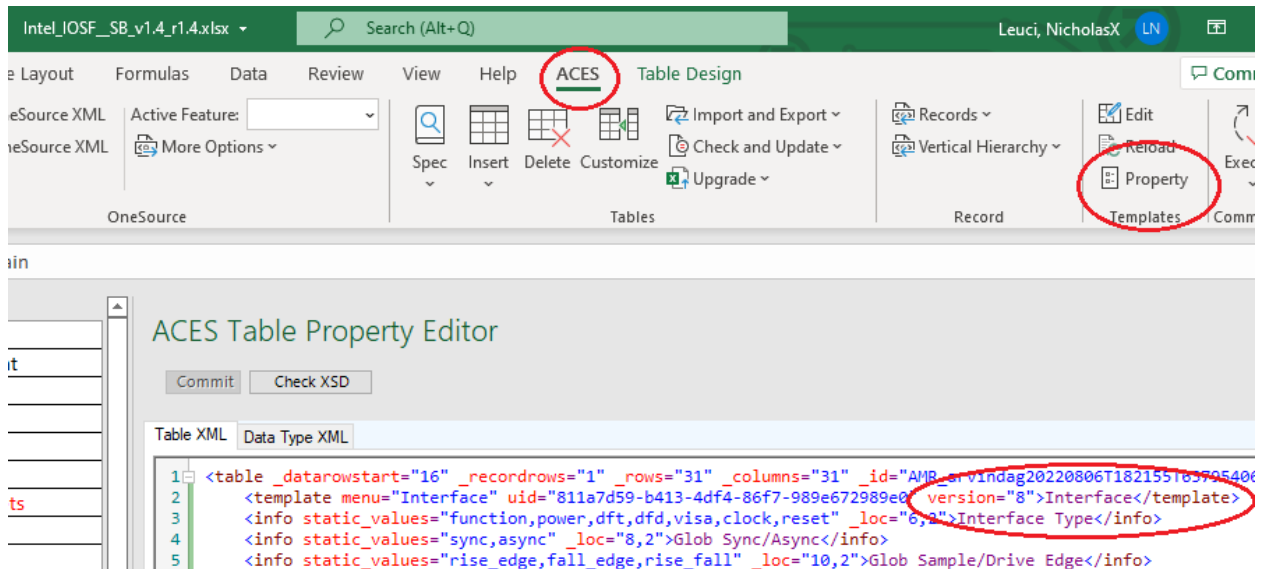 Intel_IOSF__SB_v1.4_r1.4.xlsx Search (Alt+Q) Leuci, NicholasX LN
e Layout Formulas Data Review View Help ACES Table Design Comr
eSource XML Active Feature: Import and Export Records Edit
neSource XML More Options Check and Update Vertical Hierarchy Reload
Spec Insert Delete Customize Upgrade Property Exec
OneSource Tables Record Templates Comm
ain
ACES Table Property Editor
Commit Check XSD
Table XML Data Type XML
1 <table _datarowstart="16" _recordrows="1" _rows="31" _columns="31" _id=
2 <template menu="Interface" uid="811a7d59-b413-4df4-86f7-989e672989e0" version="8">Interface</template>
ts
3 <info static_values="function,power,dft,dfd,visa,clock,reset" _loc="6,2">Interface Type</info>
4 <info static_values="sync,async" _loc="8,2">Glob Sync/Async</info>
5 <info static_values="rise_edge,fall_edge,rise_fall" _loc="10,2">Glob Sample/Drive Edge</info>